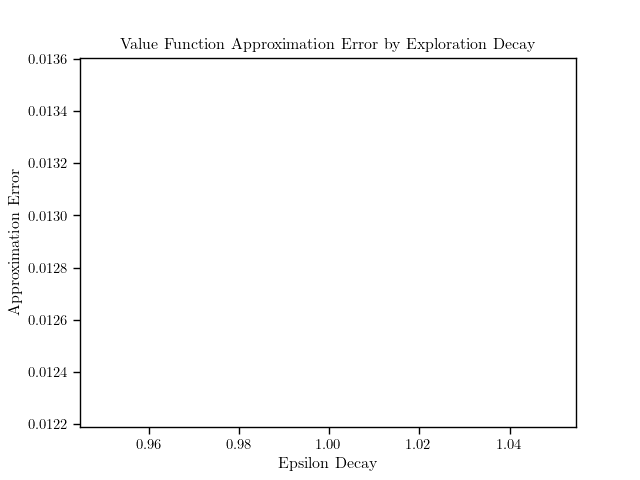 Value Function Approximation Error by Exploration Decay
0.0136
0.0134
0.0132
0.0130
0.0128
0.0126
0.0124
0.0122
Approximation Error
0.96 0.98 1.00 1.02 1.04
Epsilon Decay